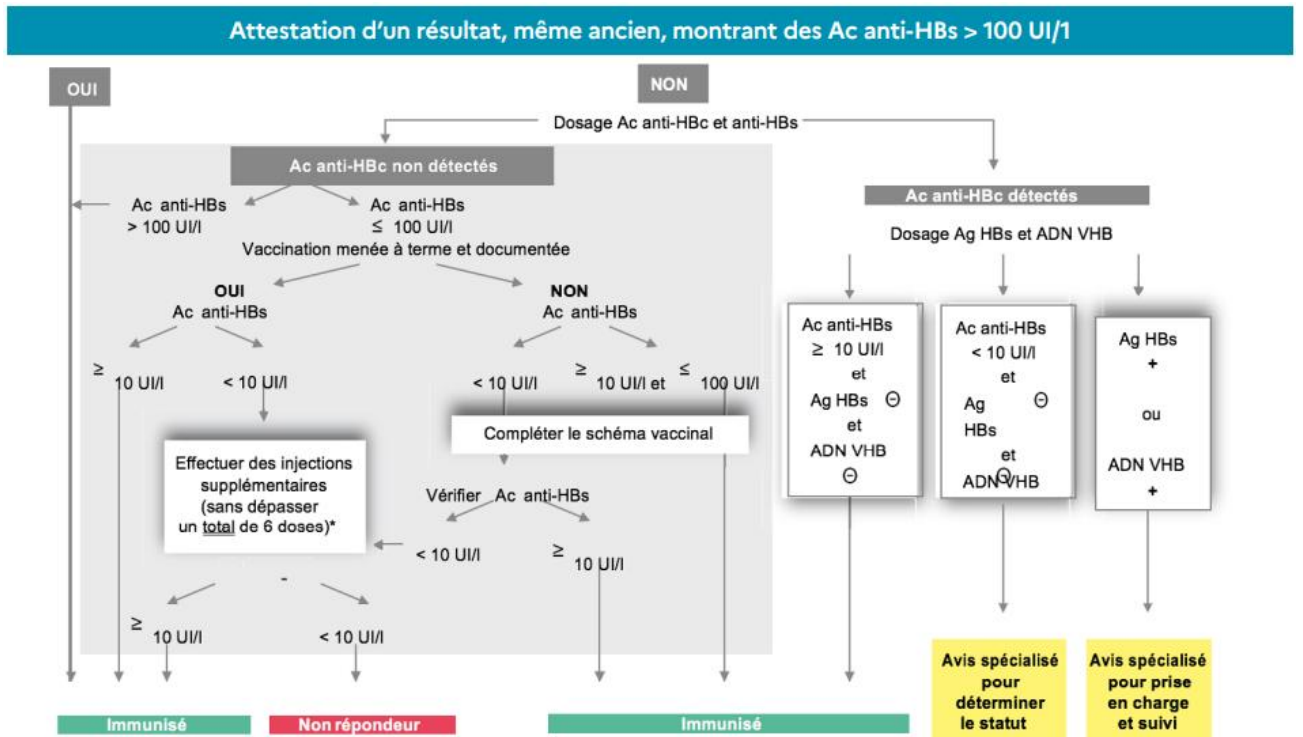 Attestation d'un résultat, même ancien, montrant des Ac anti-HBs > 100 UI/1
OUI
NON
Dosage Ac anti-HBc et anti-HBs
Ac anti-HBc non détectés
Ac anti-HBc détectés
Ac anti-HBs
> 100 UI/l
Ac anti-HBs
≤ 100 UI/l
Dosage Ag HBs et ADN VHB
Vaccination menée à terme et documentée
OUI
Ac anti-HBs
NON
Ac anti-HBs
≥ 10 UI/l
< 10 UI/l
< 10 UI/l
≥ 10 UI/l et
≤ 100 UI/l
Compléter le schéma vaccinal
Effectuer des injections
supplémentaires
(sans dépasser
un total de 6 doses)*
Vérifier Ac anti-HBs
< 10 UI/l
≥ 10 UI/l
-
≥ 10 UI/l
< 10 UI/l
Ac anti-HBs
≥ 10 UI/l
et
Ag HBs ⊖
et
ADN VHB
⊖
Ac anti-HBs
< 10 UI/l
et
Ag ⊖
HBs
et
ADN VHB ⊖
Ag HBs
+
ou
ADN VHB
+
Immunisé
Non répondeur
Immunisé
Avis spécialisé
pour
déterminer
le statut
Avis spécialisé
pour prise
en charge
et suivi